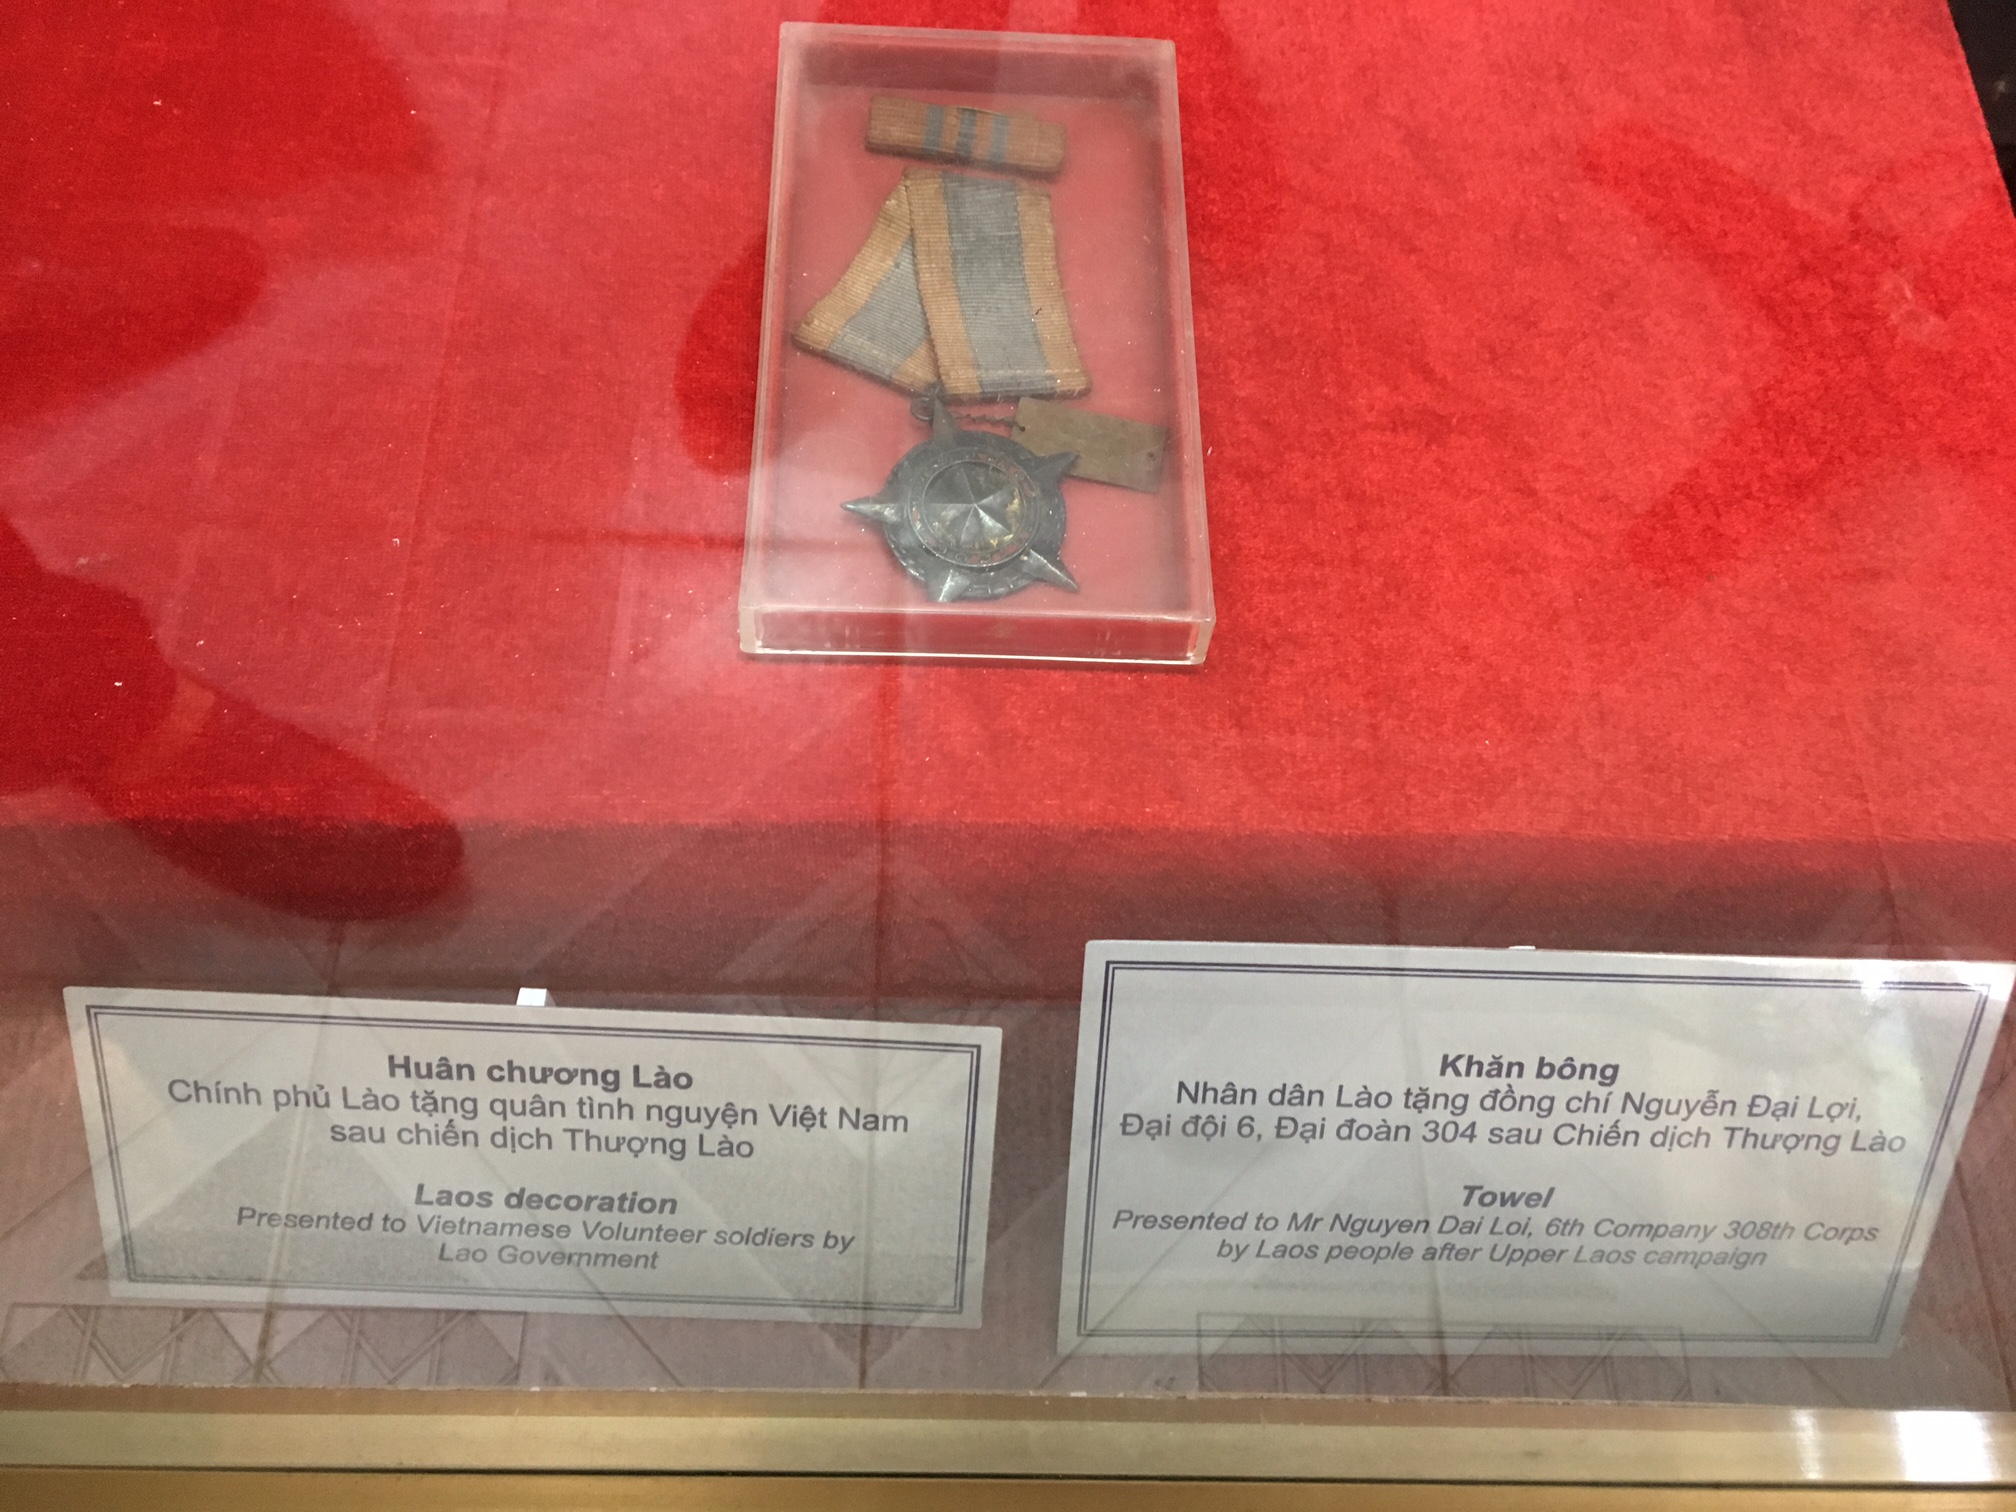 Huân chương Lào
Chính phủ Lào tặng quân tình nguyện Việt Nam
sau chiến dịch Thượng Lào
Laos decoration
Presented to Vietnamese Volunteer soldiers by
Lao Government
Khăn bông
Nhân dân Lào tặng đồng chí Nguyễn Đại Lợi,
Đại đội 6, Đại đoàn 304 sau Chiến dịch Thượng Lào
Towel
Presented to Mr Nguyen Dai Loi, 6th Company 308th Corps
by Laos people after Upper Laos campaign